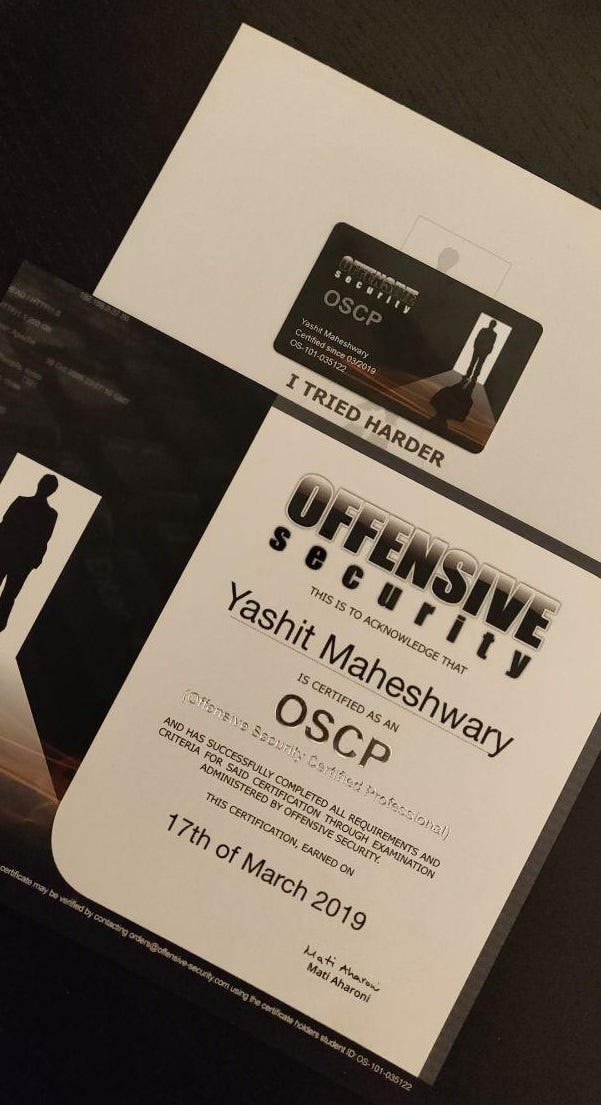 OFFENSIVE
security
OSCP
Yashit Maheshwary
Certified since 03/2019
OS-101-035122
I TRIED HARDER
OFFENSIVE
security
THIS IS TO ACKNOWLEDGE THAT
Yashit Maheshwary
IS CERTIFIED AS AN
OSCP
(Offensive Security Certified Professional)
AND HAS SUCCESSFULLY COMPLETED ALL REQUIREMENTS AND
CRITERIA FOR SAID CERTIFICATION THROUGH EXAMINATION
ADMINISTERED BY OFFENSIVE SECURITY.
THIS CERTIFICATION, EARNED ON
17th of March 2019
Mati Aharoni
Mati Aharoni
certificate may be verified by contacting orders@offensive-security.com using the certificate holders student ID: OS-101-035122